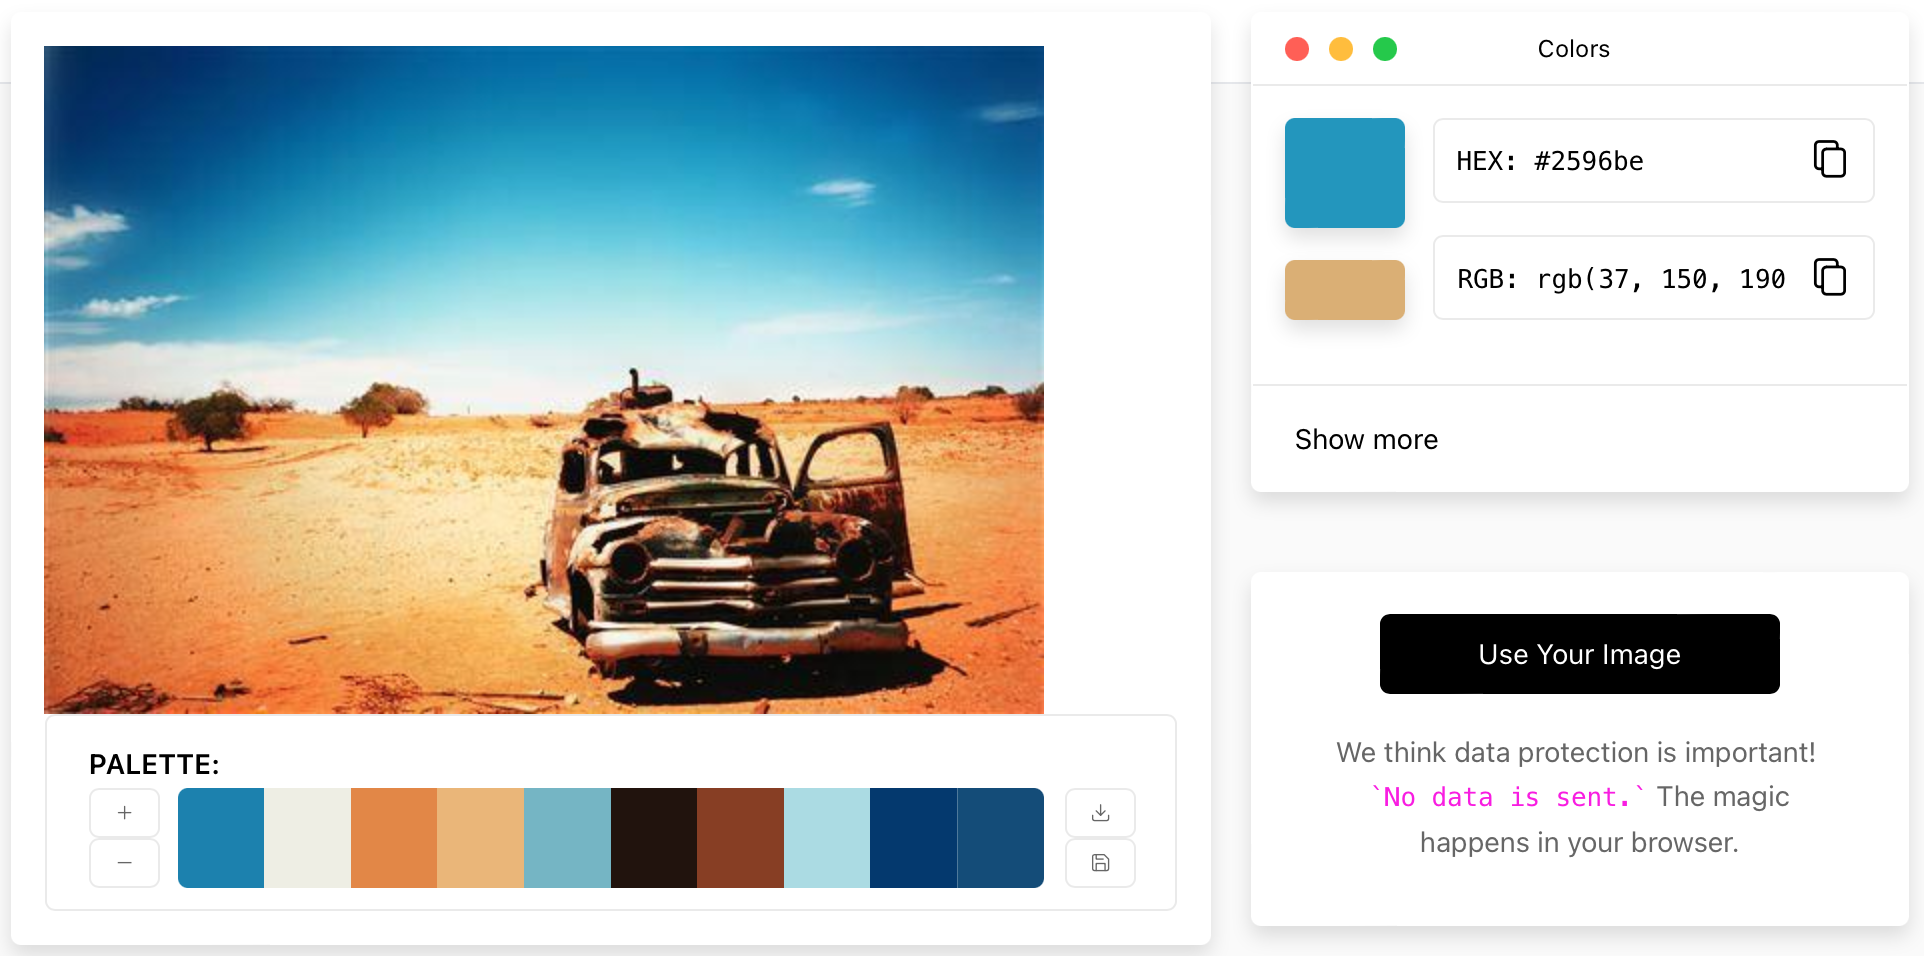 Colors
HEX: #2596be
RGB: rgb(37, 150, 190
Show more
PALETTE:
Use Your Image
We think data protection is important!
`No data is sent.` The magic
happens in your browser.